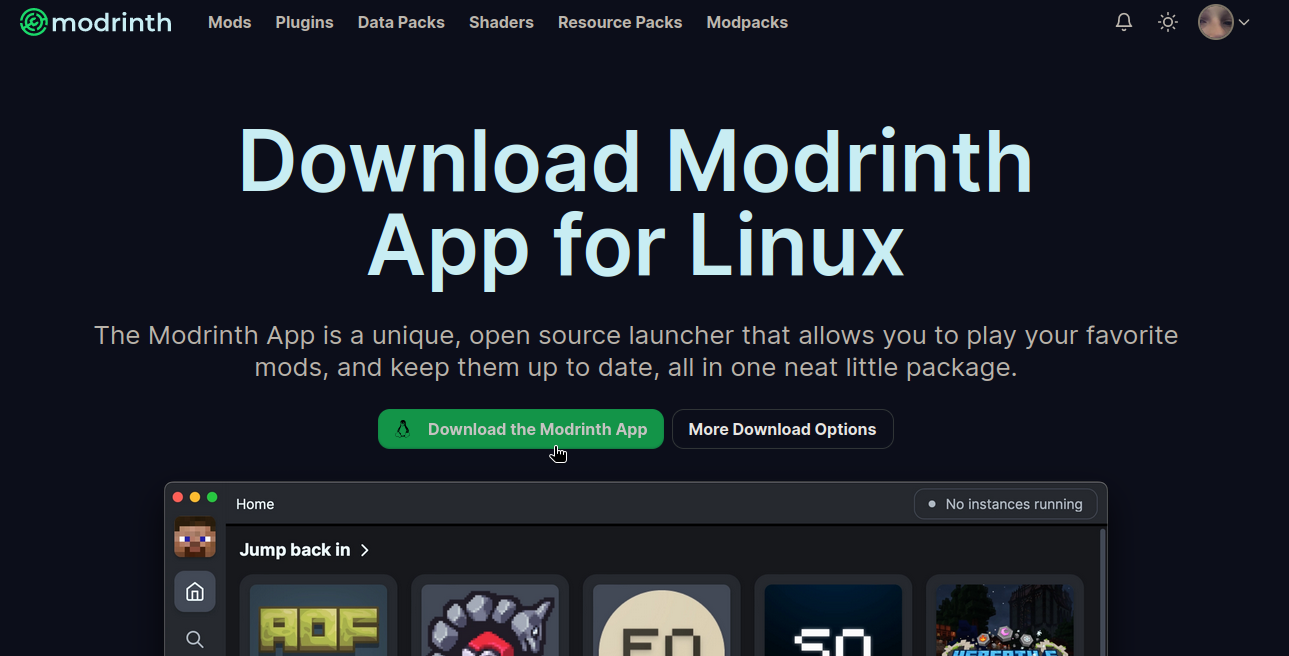 modrinth Mods Plugins Data Packs Shaders Resource Packs Modpacks
Download Modrinth
App for Linux
The Modrinth App is a unique, open source launcher that allows you to play your favorite
mods, and keep them up to date, all in one neat little package.
Download the Modrinth App More Download Options
Home No instances running
Jump back in
AOF